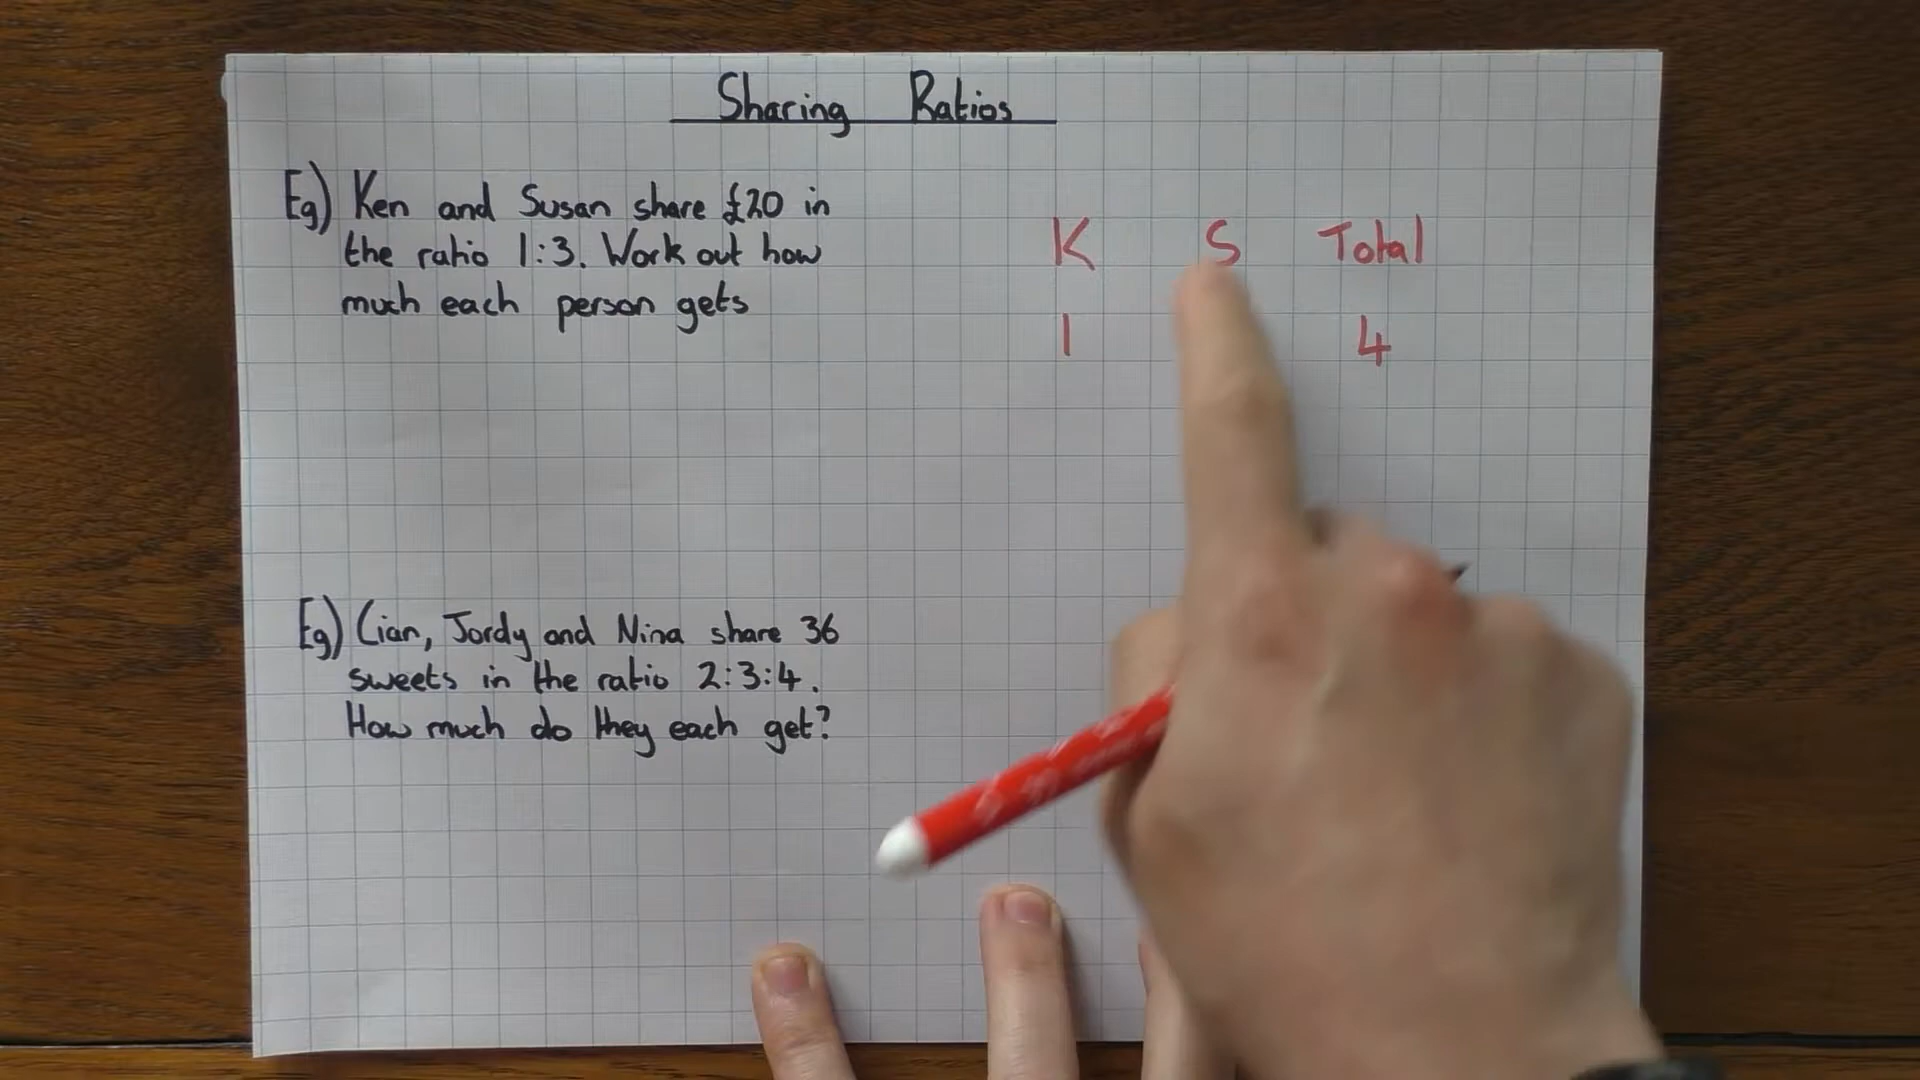 Sharing Ratios
Eg) Ken and Susan share £20 in
the ratio 1:3. Work out how
much each person gets
K S Total
1 4
Eg) Cian, Jordy and Nina share 36
sweets in the ratio 2:3:4.
How much do they each get?